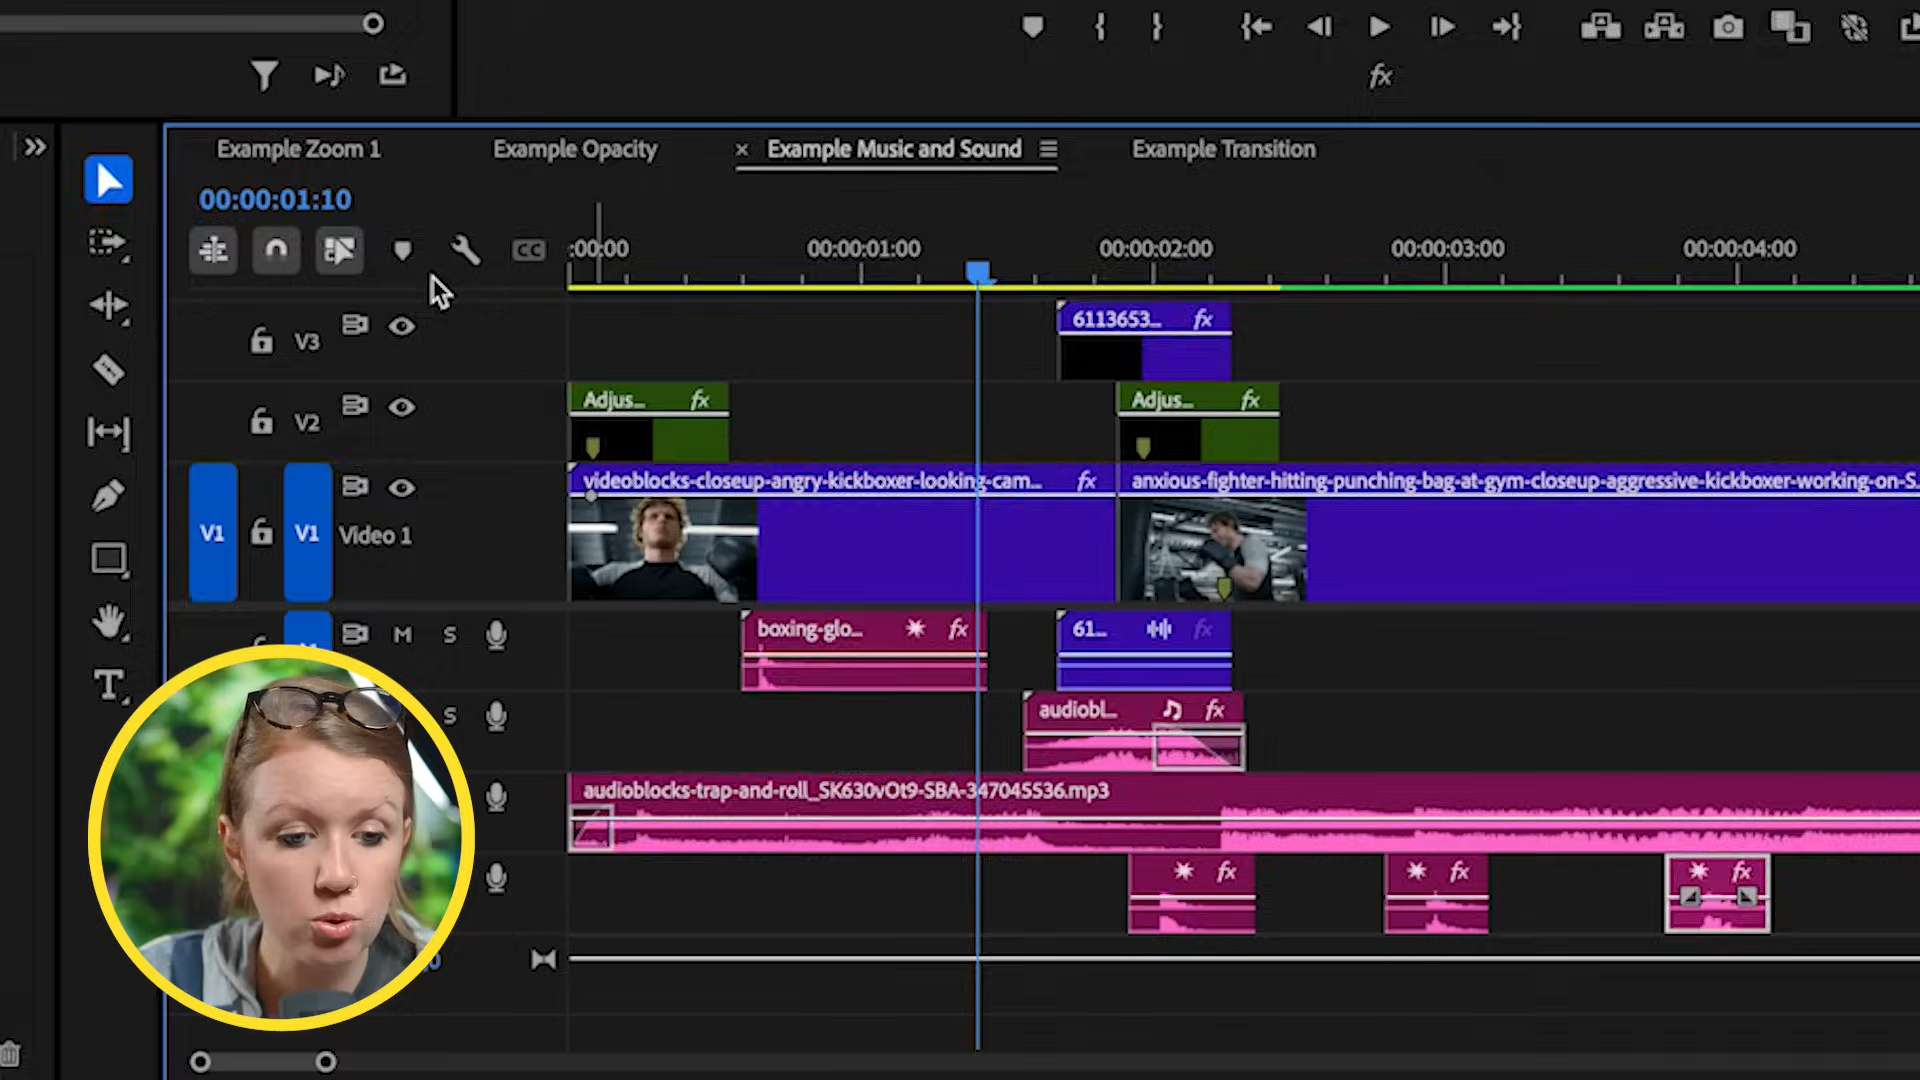 fx
Example Zoom 1
Example Opacity
× Example Music and Sound
Example Transition
00:00:01:10
CC
:00:00
00:00:01:00
00:00:02:00
00:00:03:00
00:00:04:00
V3
6113653... fx
V2
Adjus... fx
Adjus... fx
V1
V1
Video 1
videoblocks-closeup-angry-kickboxer-looking-cam... fx
anxious-fighter-hitting-punching-bag-at-gym-closeup-aggressive-kickboxer-working-on-S...
M S
boxing-glo... fx
61... fx
S
audiobl... fx
audioblocks-trap-and-roll_SK630vOt9-SBA-347045536.mp3
fx
fx
fx
T